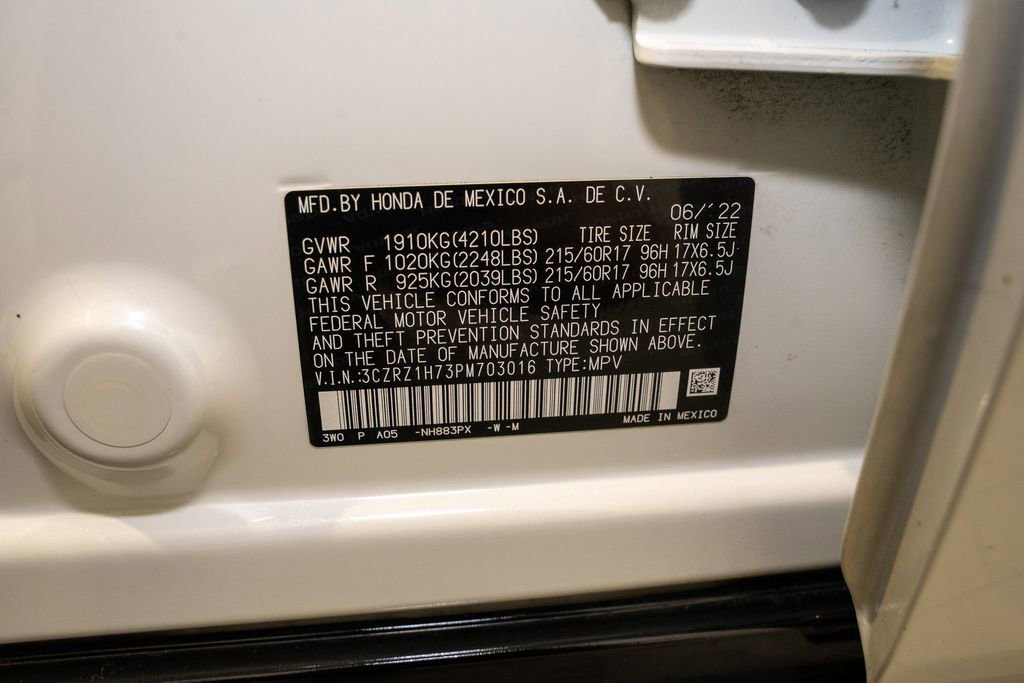 MFD.BY HONDA DE MEXICO S.A. DE C.V.
06/'22
GVWR 1910KG(4210LBS) TIRE SIZE RIM SIZE
GAWR F 1020KG(2248LBS) 215/60R17 96H 17X6.5J
GAWR R 925KG(2039LBS) 215/60R17 96H 17X6.5J
THIS VEHICLE CONFORMS TO ALL APPLICABLE
FEDERAL MOTOR VEHICLE SAFETY
AND THEFT PREVENTION STANDARDS IN EFFECT
ON THE DATE OF MANUFACTURE SHOWN ABOVE.
V.I.N.:3CZRZ1H73PM703016 TYPE:MPV
MADE IN MEXICO
3W0 P A05 -NH883PX -W -M